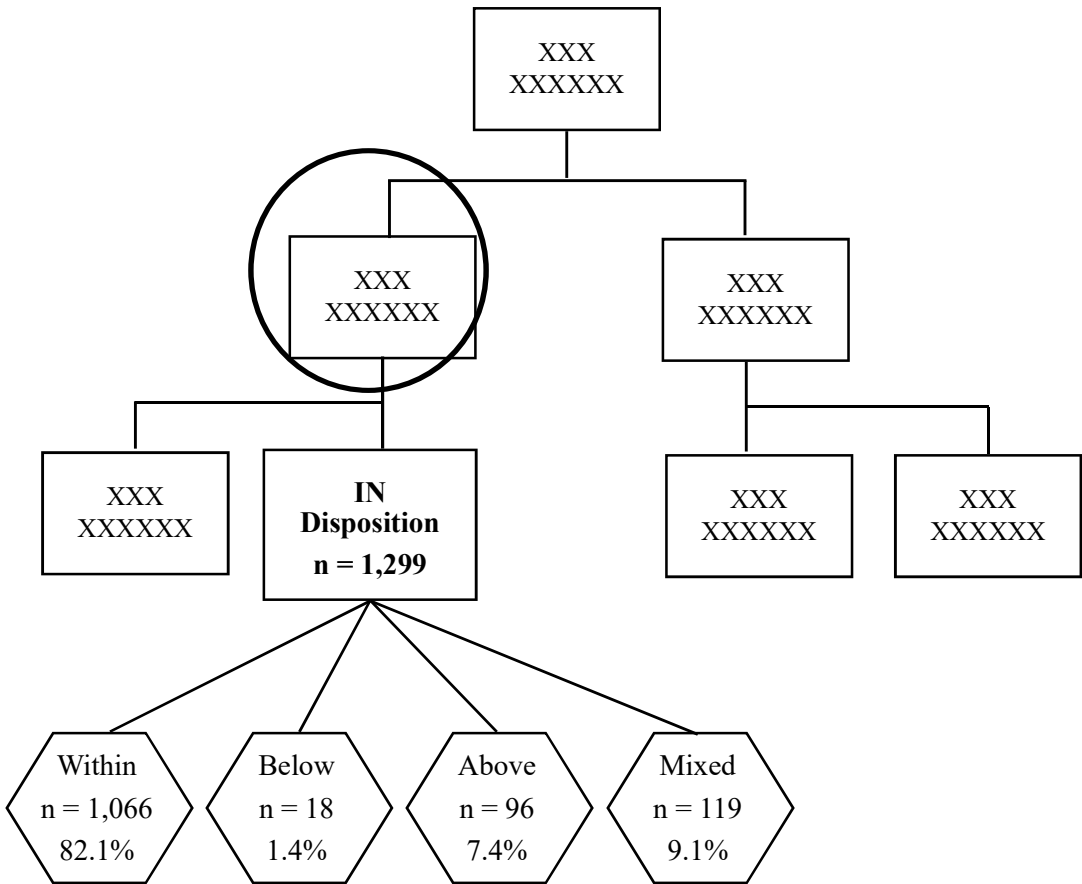 XXX
XXXXXX
XXX
XXXXXX
XXX
XXXXXX
XXX
XXXXXX
IN
Disposition
n = 1,299
XXX
XXXXXX
XXX
XXXXXX
Within
n = 1,066
82.1%
Below
n = 18
1.4%
Above
n = 96
7.4%
Mixed
n = 119
9.1%